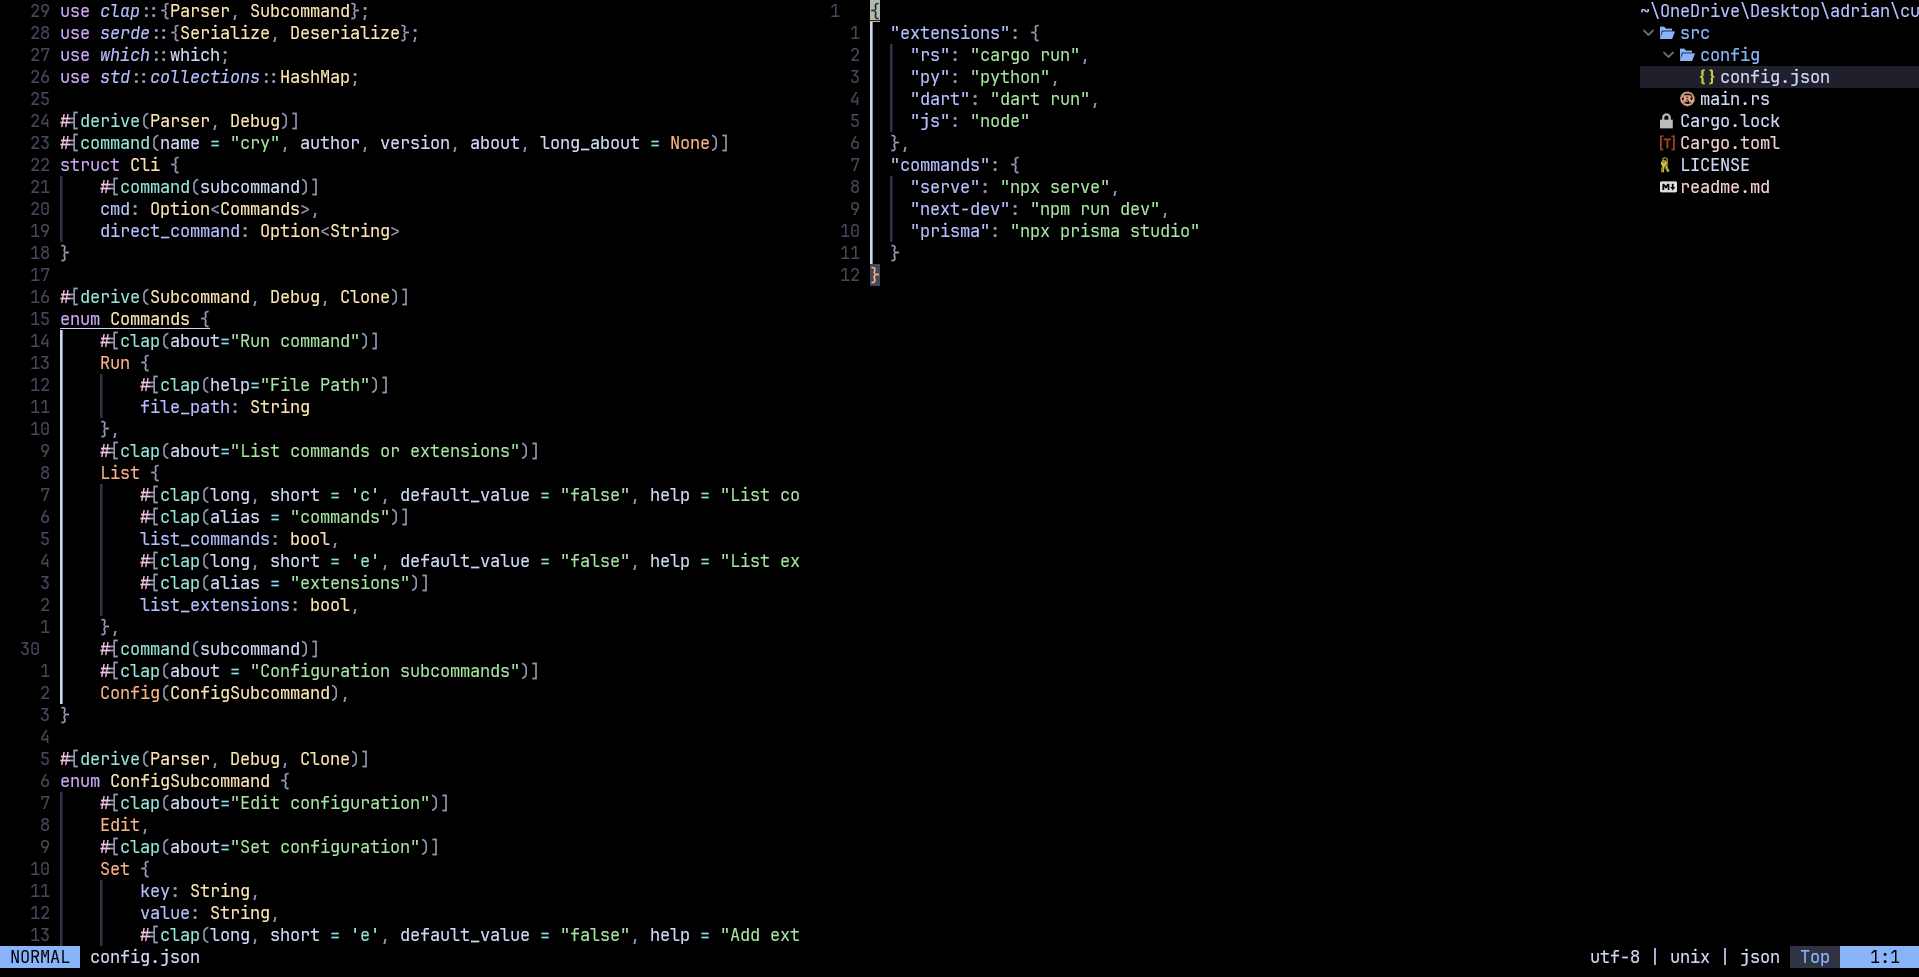 29 use clap::{Parser, Subcommand};
28 use serde::{Serialize, Deserialize};
27 use which::which;
26 use std::collections::HashMap;
25
24 #[derive(Parser, Debug)]
23 #[command(name = "cry", author, version, about, long_about = None)]
22 struct Cli {
21     #[command(subcommand)]
20     cmd: Option<Commands>,
19     direct_command: Option<String>
18 }
17
16 #[derive(Subcommand, Debug, Clone)]
15 enum Commands {
14     #[clap(about="Run command")]
13     Run {
12         #[clap(help="File Path")]
11         file_path: String
10     },
9     #[clap(about="List commands or extensions")]
8     List {
7         #[clap(long, short = 'c', default_value = "false", help = "List co
6         #[clap(alias = "commands")]
5         list_commands: bool,
4         #[clap(long, short = 'e', default_value = "false", help = "List ex
3         #[clap(alias = "extensions")]
2         list_extensions: bool,
1     },
30     #[command(subcommand)]
1     #[clap(about = "Configuration subcommands")]
2     Config(ConfigSubcommand),
3 }
4
5 #[derive(Parser, Debug, Clone)]
6 enum ConfigSubcommand {
7     #[clap(about="Edit configuration")]
8     Edit,
9     #[clap(about="Set configuration")]
10     Set {
11         key: String,
12         value: String,
13         #[clap(long, short = 'e', default_value = "false", help = "Add ext
1 {
1   "extensions": {
2     "rs": "cargo run",
3     "py": "python",
4     "dart": "dart run",
5     "js": "node"
6   },
7   "commands": {
8     "serve": "npx serve",
9     "next-dev": "npm run dev",
10     "prisma": "npx prisma studio"
11   }
12 }
~\OneDrive\Desktop\adrian\cu
src
config
{} config.json
main.rs
Cargo.lock
[T] Cargo.toml
LICENSE
M↓ readme.md
NORMAL config.json
utf-8 | unix | json Top 1:1